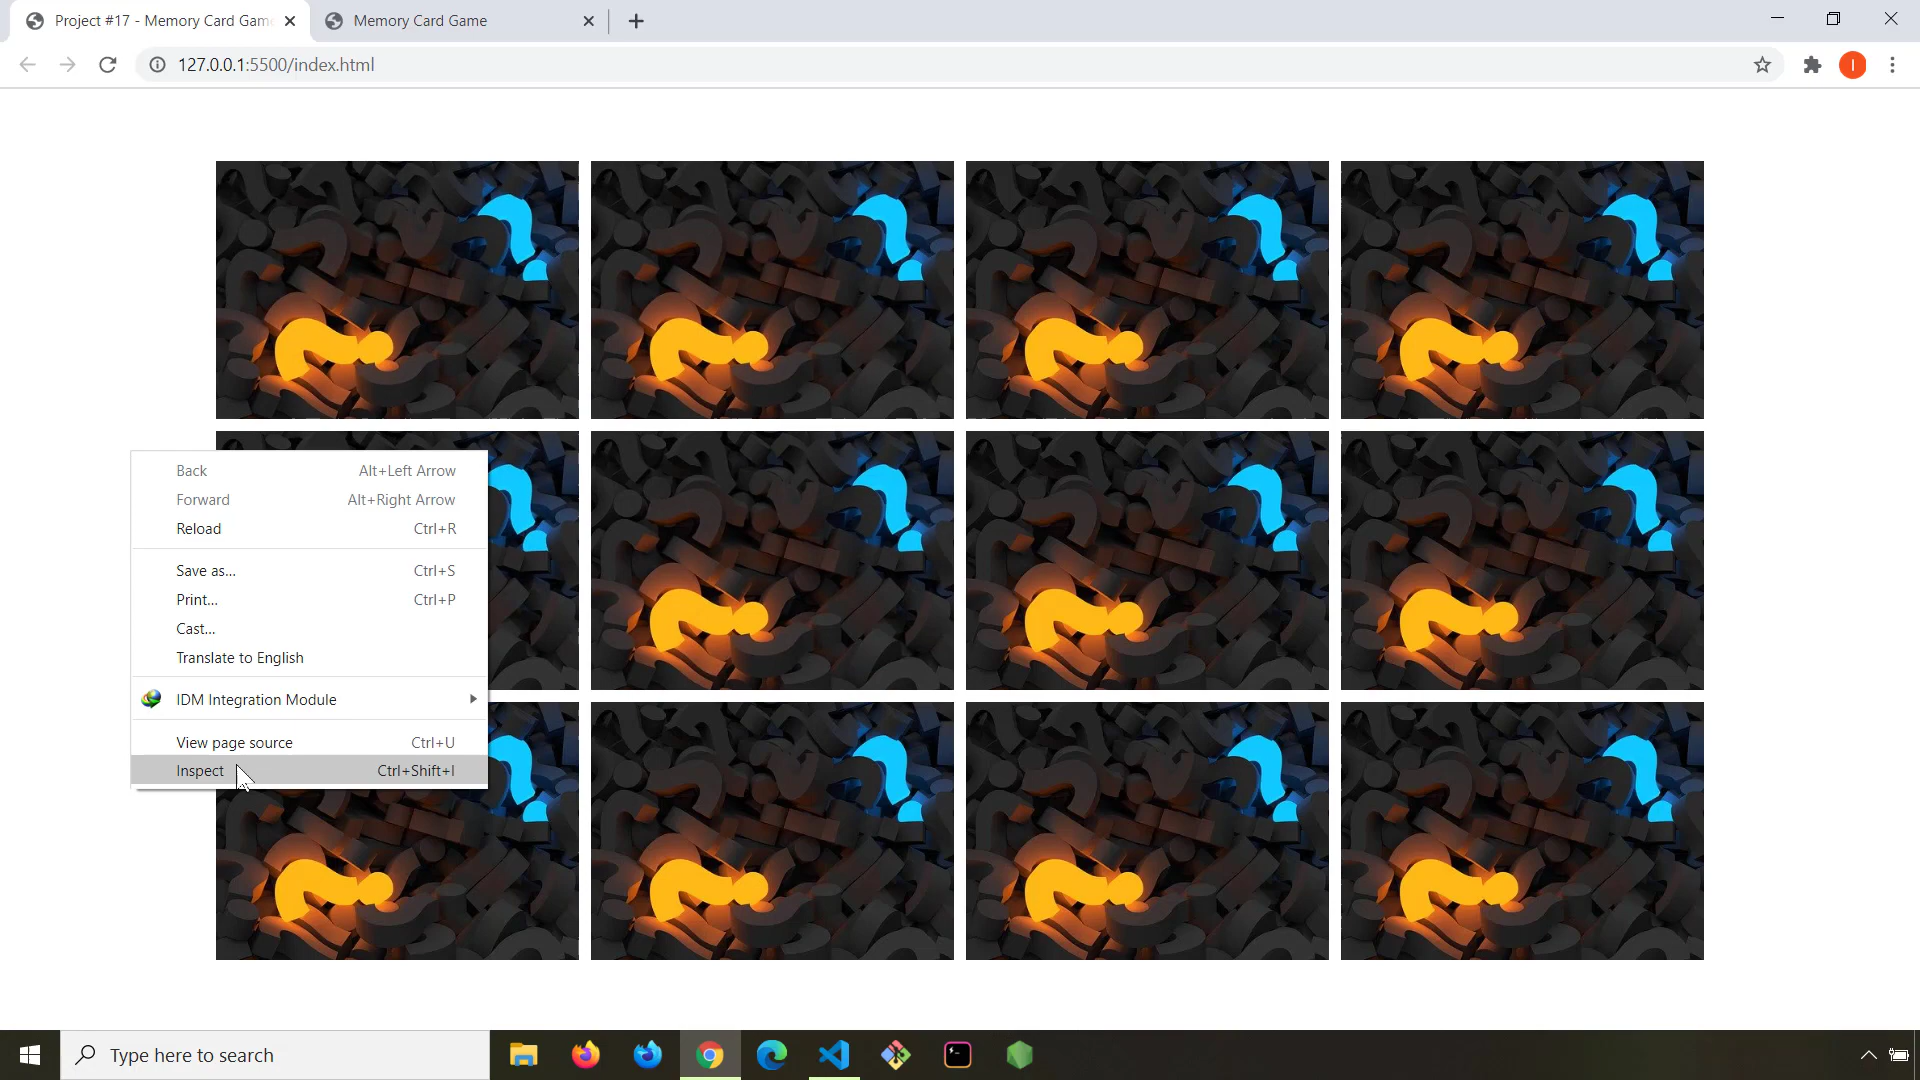 Project #17 - Memory Card Gam
Memory Card Game
127.0.0.1:5500/index.html
I
Back Alt+Left Arrow
Forward Alt+Right Arrow
Reload Ctrl+R
Save as... Ctrl+S
Print... Ctrl+P
Cast...
Translate to English
IDM Integration Module
View page source Ctrl+U
Inspect Ctrl+Shift+I
Type here to search